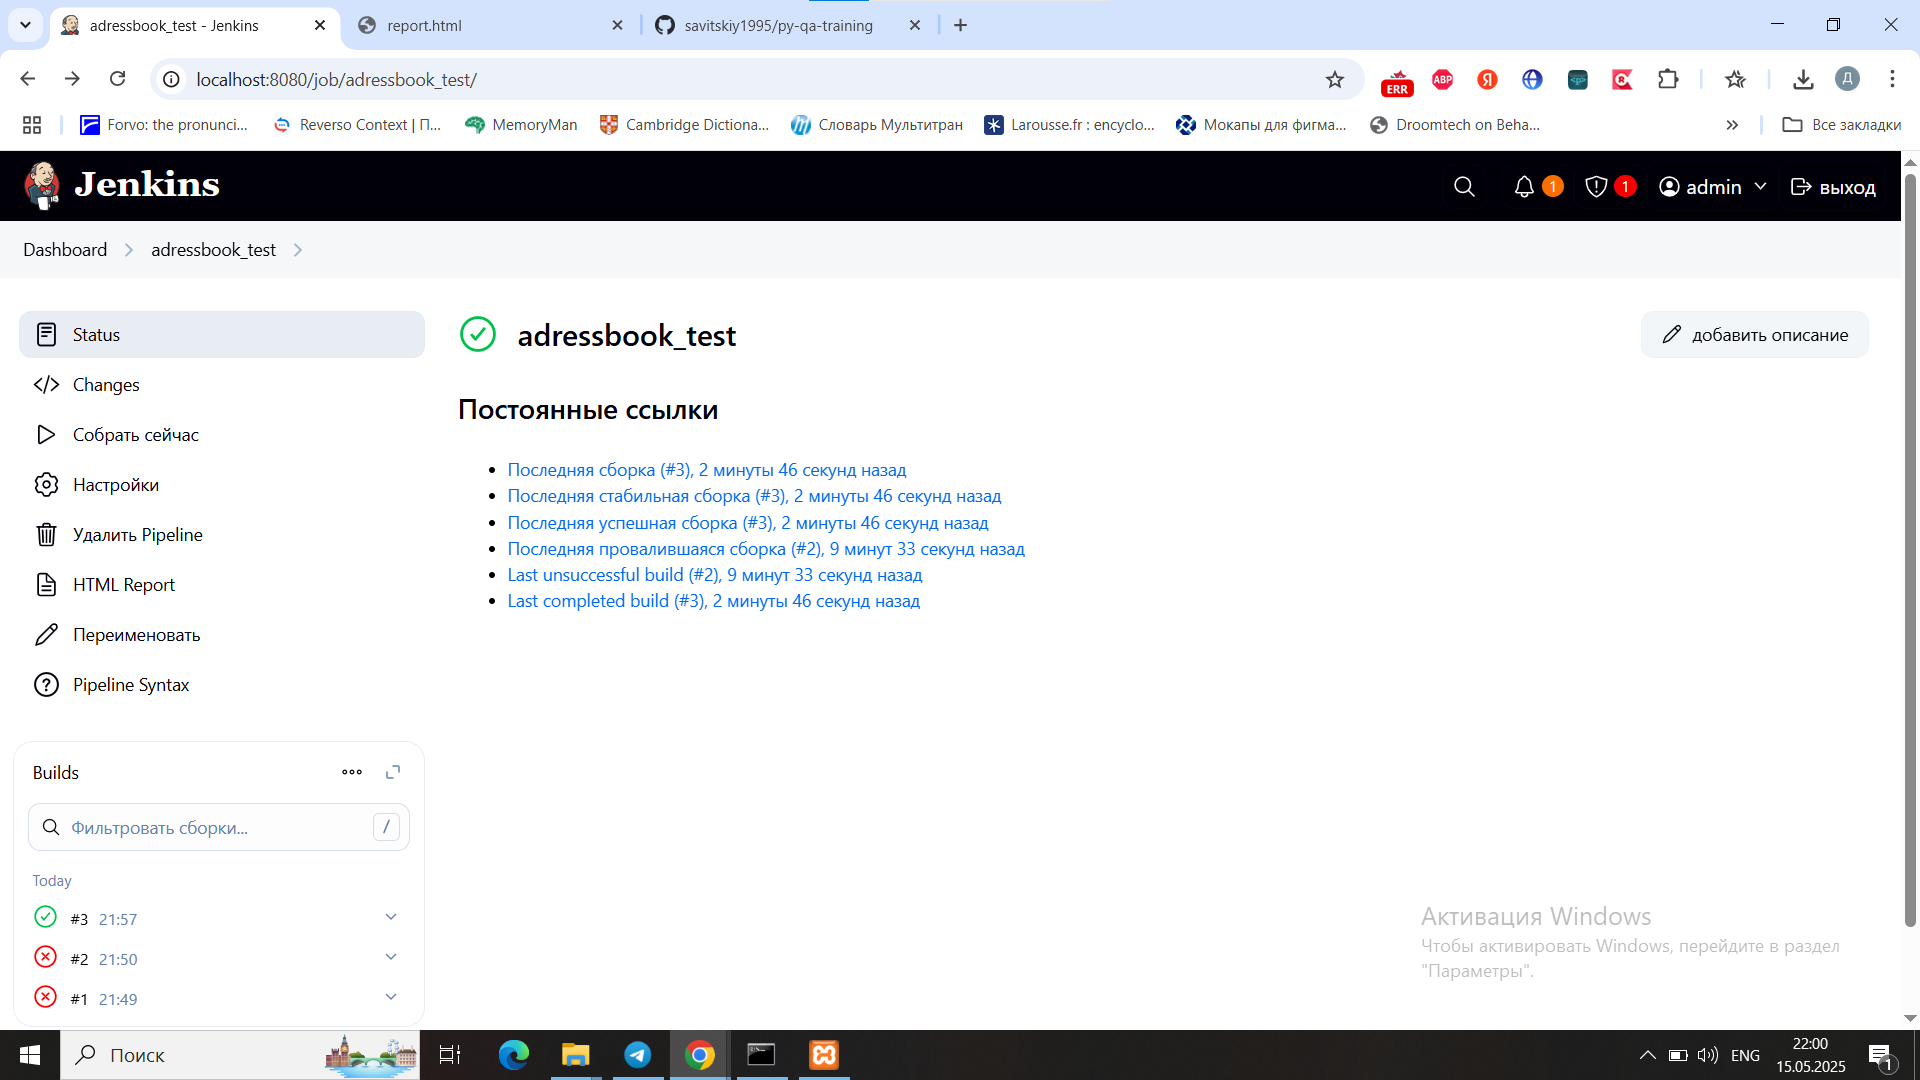 adressbook_test - Jenkins
report.html
savitskiy1995/py-qa-training
localhost:8080/job/adressbook_test/
ERR
ABP
Я
Д
Forvo: the pronunci...
Reverso Context | П...
MemoryMan
Cambridge Dictiona...
Словарь Мультитран
Larousse.fr : encyclo...
Мокапы для фигма...
Droomtech on Beha...
Все закладки
Jenkins
1
1
admin
выход
Dashboard
adressbook_test
Status
Changes
Собрать сейчас
Настройки
Удалить Pipeline
HTML Report
Переименовать
Pipeline Syntax
adressbook_test
добавить описание
Постоянные ссылки
Последняя сборка (#3), 2 минуты 46 секунд назад
Последняя стабильная сборка (#3), 2 минуты 46 секунд назад
Последняя успешная сборка (#3), 2 минуты 46 секунд назад
Последняя провалившаяся сборка (#2), 9 минут 33 секунд назад
Last unsuccessful build (#2), 9 минут 33 секунд назад
Last completed build (#3), 2 минуты 46 секунд назад
Builds
Фильтровать сборки...
/
Today
#3 21:57
#2 21:50
#1 21:49
Активация Windows
Чтобы активировать Windows, перейдите в раздел
"Параметры".
Поиск
ENG
22:00
15.05.2025
1